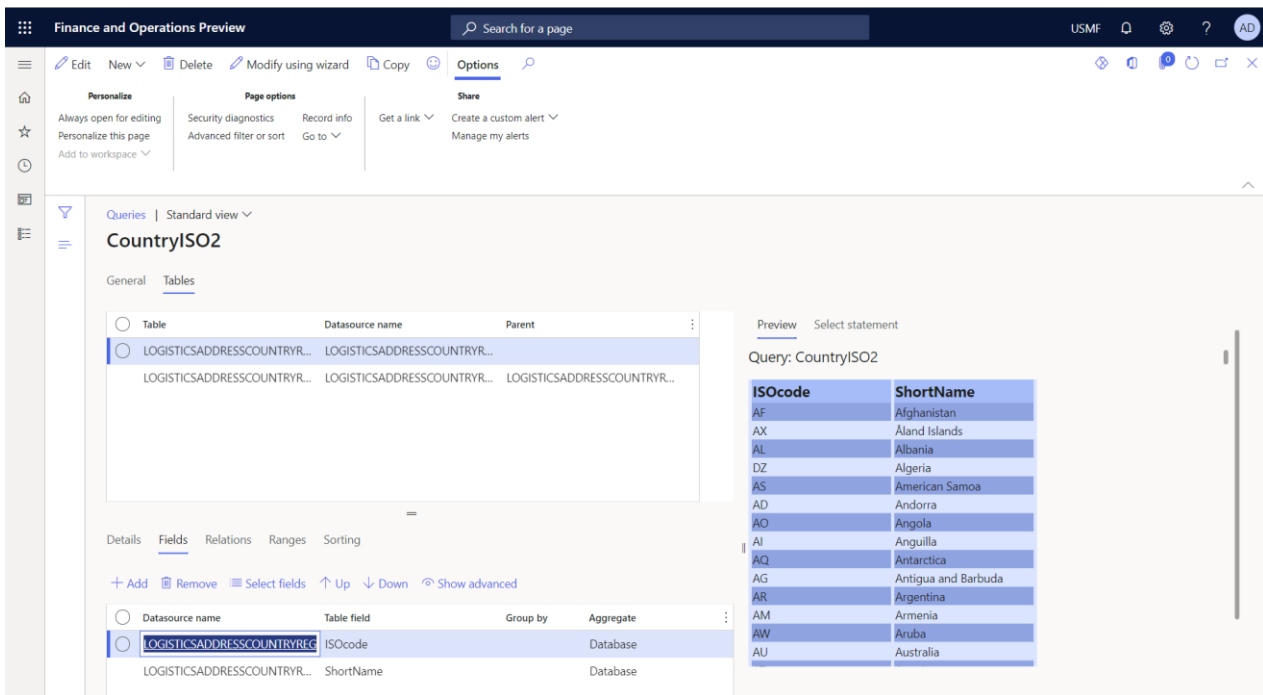 Finance and Operations Preview
Search for a page
USMF
AD
Edit New Delete Modify using wizard Copy Options
0
Personalize
Always open for editing
Personalize this page
Add to workspace
Page options
Security diagnostics Record info
Advanced filter or sort Go to
Share
Get a link Create a custom alert
Manage my alerts
Queries | Standard view
CountryISO2
General Tables
Table Datasource name Parent
LOGISTICSADDRESSCOUNTRYR... LOGISTICSADDRESSCOUNTRYR...
LOGISTICSADDRESSCOUNTRYR... LOGISTICSADDRESSCOUNTRYR... LOGISTICSADDRESSCOUNTRYR...
Details Fields Relations Ranges Sorting
+ Add Remove Select fields Up Down Show advanced
Datasource name Table field Group by Aggregate
LOGISTICSADDRESSCOUNTRYREG ISOcode Database
LOGISTICSADDRESSCOUNTRYR... ShortName Database
Preview Select statement
Query: CountryISO2
ISOcode ShortName
AF Afghanistan
AX Åland Islands
AL Albania
DZ Algeria
AS American Samoa
AD Andorra
AO Angola
AI Anguilla
AQ Antarctica
AG Antigua and Barbuda
AR Argentina
AM Armenia
AW Aruba
AU Australia